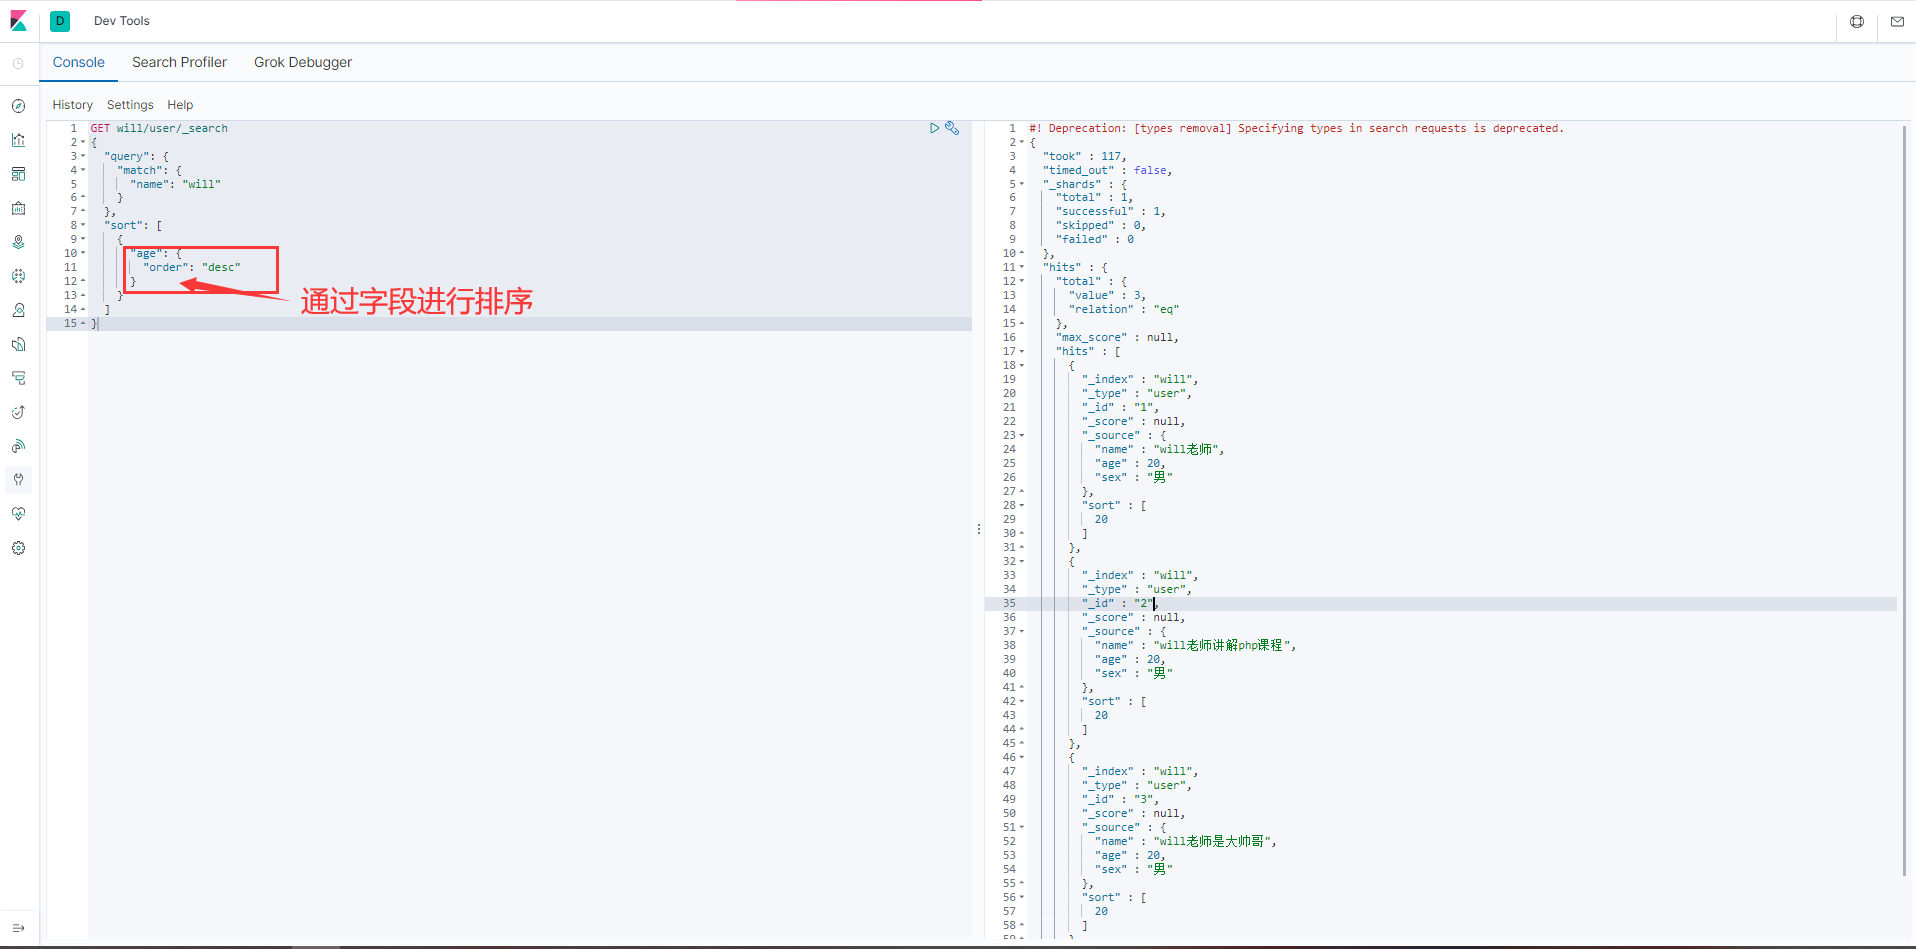 D Dev Tools
Console Search Profiler Grok Debugger
History Settings Help
1 GET will/user/_search
2 {
3 "query": {
4 "match": {
5 "name": "will"
6 }
7 },
8 "sort": [
9 {
10 "age": {
11 "order": "desc"
12 }
13 }
14 ]
15 }
通过字段进行排序
1 #! Deprecation: [types removal] Specifying types in search requests is deprecated.
2 {
3 "took" : 117,
4 "timed_out" : false,
5 "_shards" : {
6 "total" : 1,
7 "successful" : 1,
8 "skipped" : 0,
9 "failed" : 0
10 },
11 "hits" : {
12 "total" : {
13 "value" : 3,
14 "relation" : "eq"
15 },
16 "max_score" : null,
17 "hits" : [
18 {
19 "_index" : "will",
20 "_type" : "user",
21 "_id" : "1",
22 "_score" : null,
23 "_source" : {
24 "name" : "will老师",
25 "age" : 20,
26 "sex" : "男"
27 },
28 "sort" : [
29 20
30 ]
31 },
32 {
33 "_index" : "will",
34 "_type" : "user",
35 "_id" : "2",
36 "_score" : null,
37 "_source" : {
38 "name" : "will老师讲解php课程",
39 "age" : 20,
40 "sex" : "男"
41 },
42 "sort" : [
43 20
44 ]
45 },
46 {
47 "_index" : "will",
48 "_type" : "user",
49 "_id" : "3",
50 "_score" : null,
51 "_source" : {
52 "name" : "will老师是大帅哥",
53 "age" : 20,
54 "sex" : "男"
55 },
56 "sort" : [
57 20
58 ]